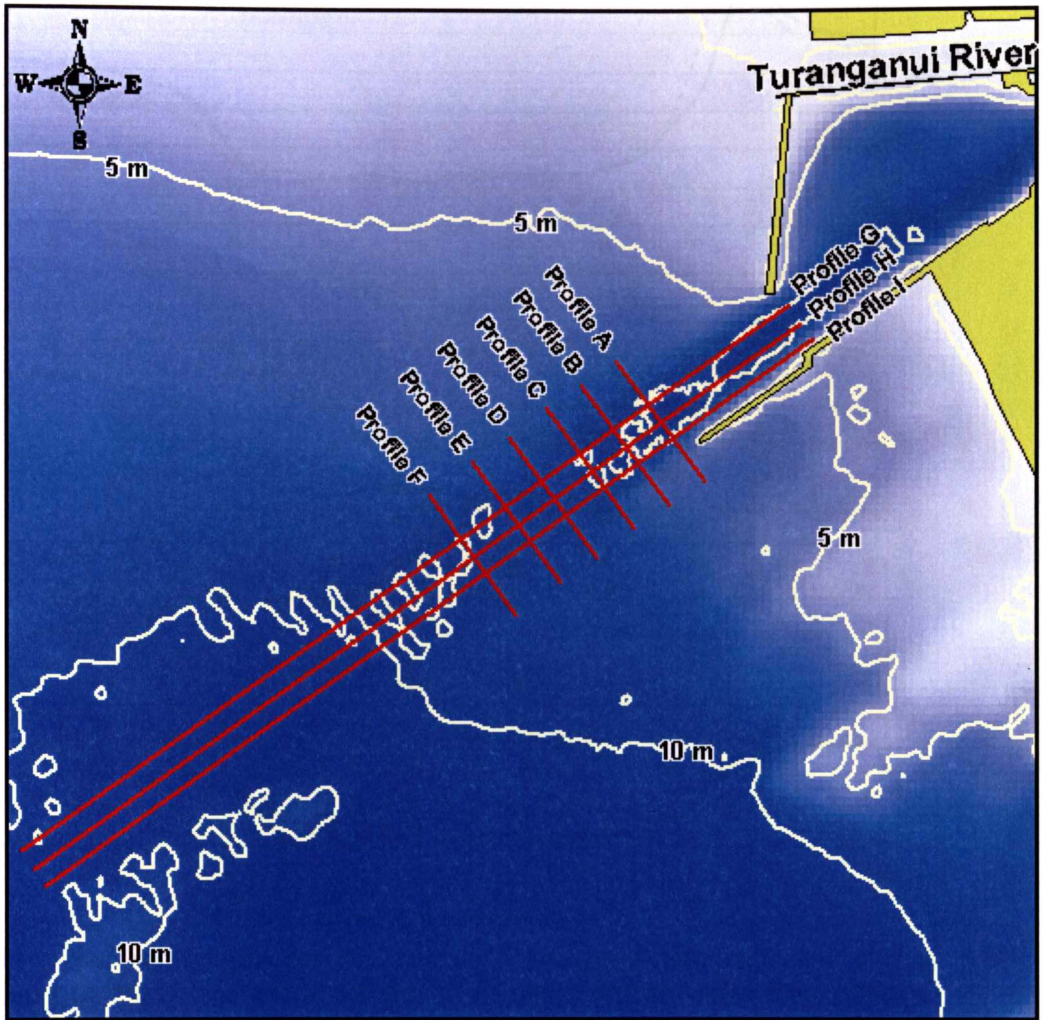 N
W E
S
Turanganui River
5 m
5 m
Profile G
Profile H
Profile I
Profile A
Profile B
Profile C
Profile D
Profile E
Profile F
5 m
10 m
10 m